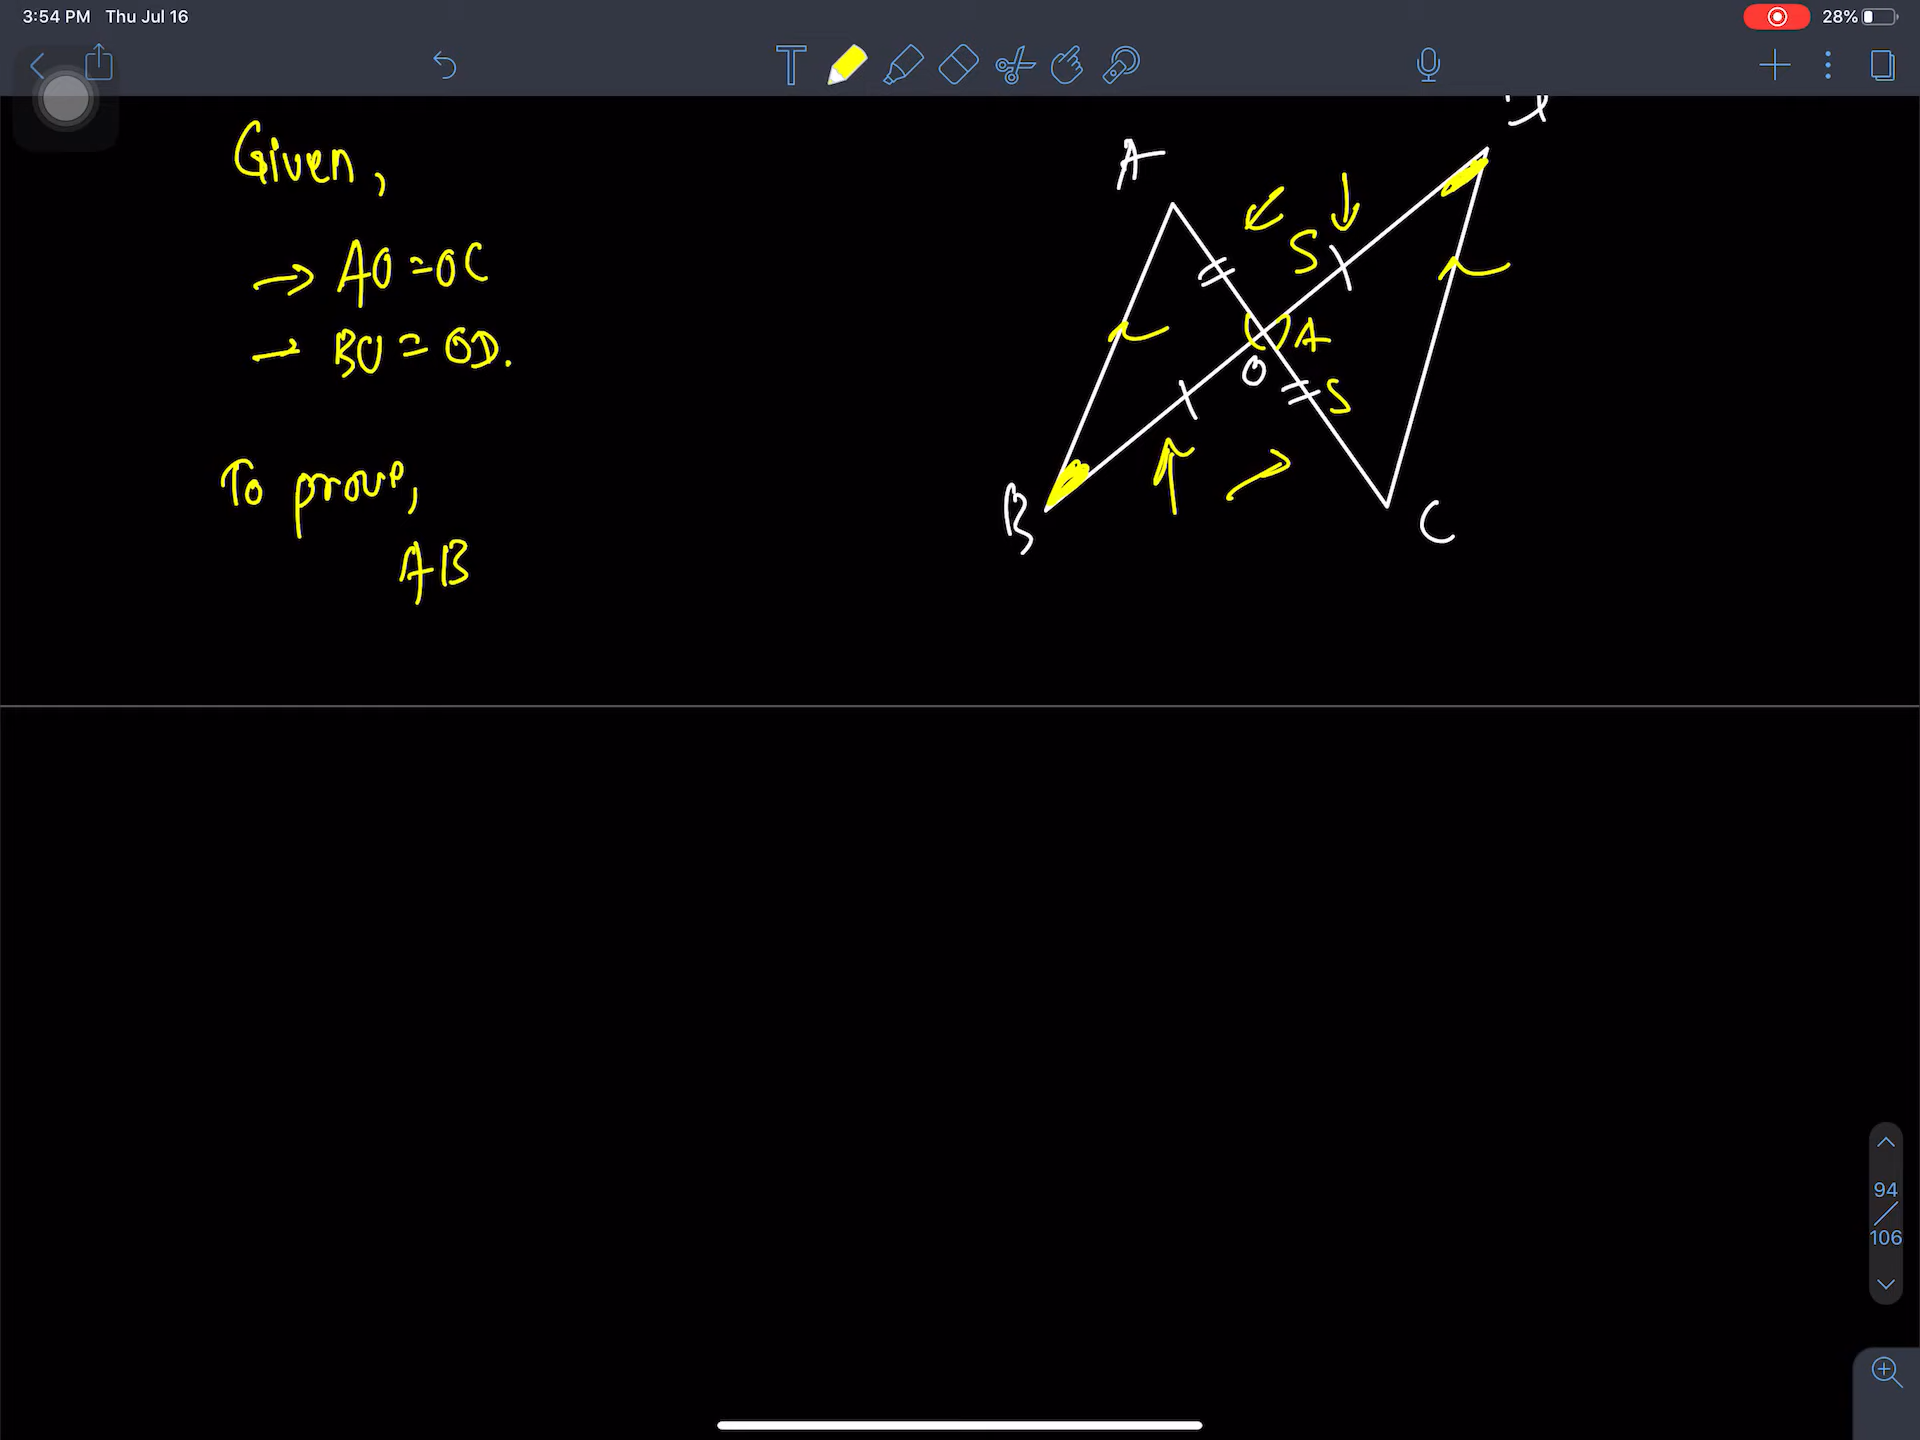 3:54 PM Thu Jul 16
28%
Given,
→ AO = OC
→ BO = OD.
To prove,
AB
A
S
A
O
S
B
C
94
106